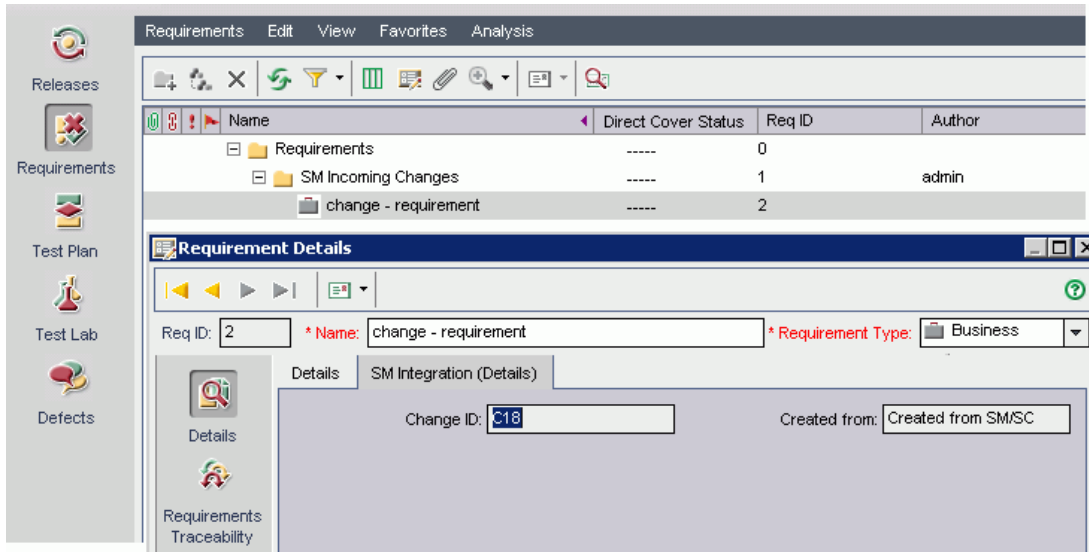 Requirements Edit View Favorites Analysis
Releases
Name Direct Cover Status Req ID Author
Requirements ----- 0
SM Incoming Changes ----- 1 admin
change - requirement ----- 2
Requirements
Test Plan
Test Lab
Defects
Requirement Details
Req ID: 2 * Name: change - requirement * Requirement Type: Business
Details SM Integration (Details)
Change ID: C18 Created from: Created from SM/SC
Details
Requirements
Traceability